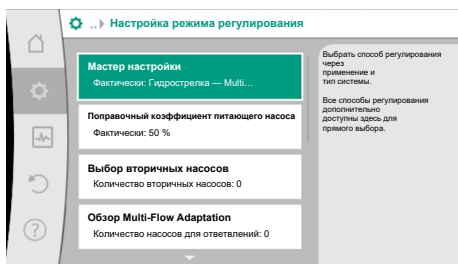 ..▸ Настройка режима регулирования
Мастер настройки
Фактически: Гидрострелка — Multi…
Поправочный коэффициент питающего насоса
Фактически: 50 %
Выбор вторичных насосов
Количество вторичных насосов: 0
Обзор Multi-Flow Adaptation
Количество насосов для ответвлений: 0
Выбрать способ регулирования
через
применение и
тип системы.
Все способы регулирования
дополнительно
доступны здесь для
прямого выбора.
?